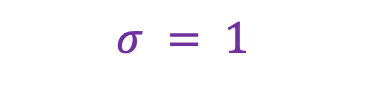 σ = 1